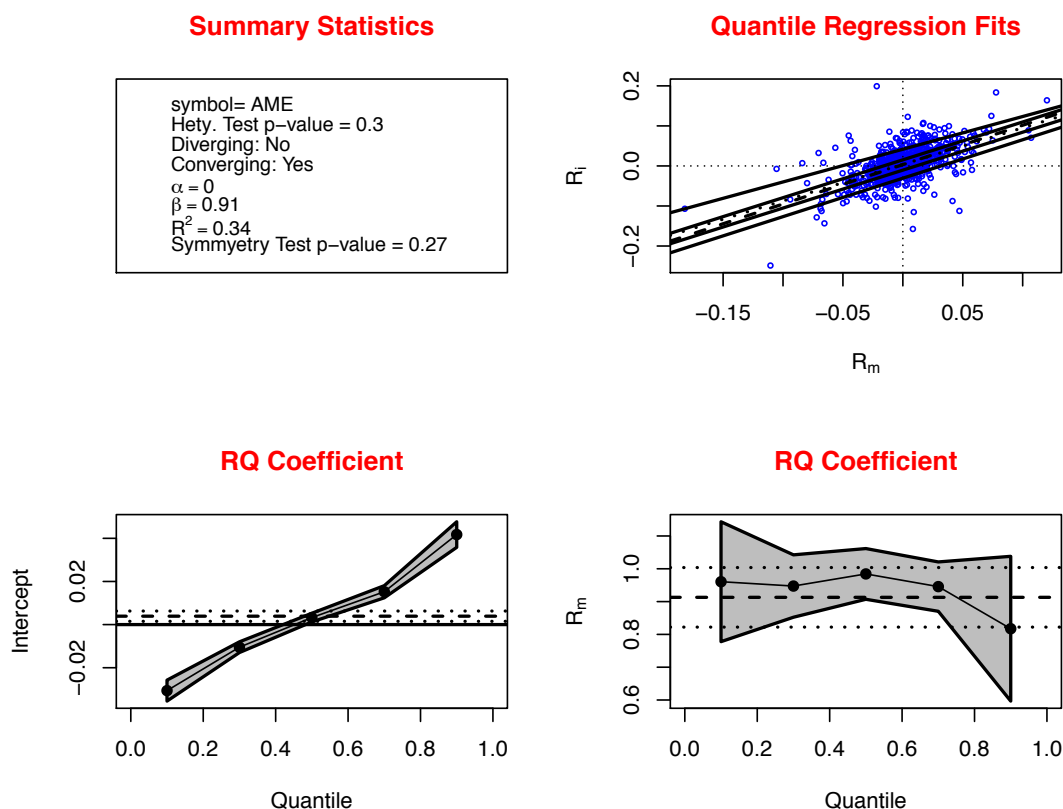 Summary Statistics
symbol= AME
Hety. Test p−value = 0.3
Diverging: No
Converging: Yes
α = 0
β = 0.91
R² = 0.34
Symmyetry Test p−value = 0.27
Quantile Regression Fits
0.2
0.0
−0.2
Rᵢ
−0.15
−0.05
0.05
Rₘ
RQ Coefficient
0.02
−0.02
Intercept
0.0 0.2 0.4 0.6 0.8 1.0
Quantile
RQ Coefficient
1.0
0.8
0.6
Rₘ
0.0 0.2 0.4 0.6 0.8 1.0
Quantile